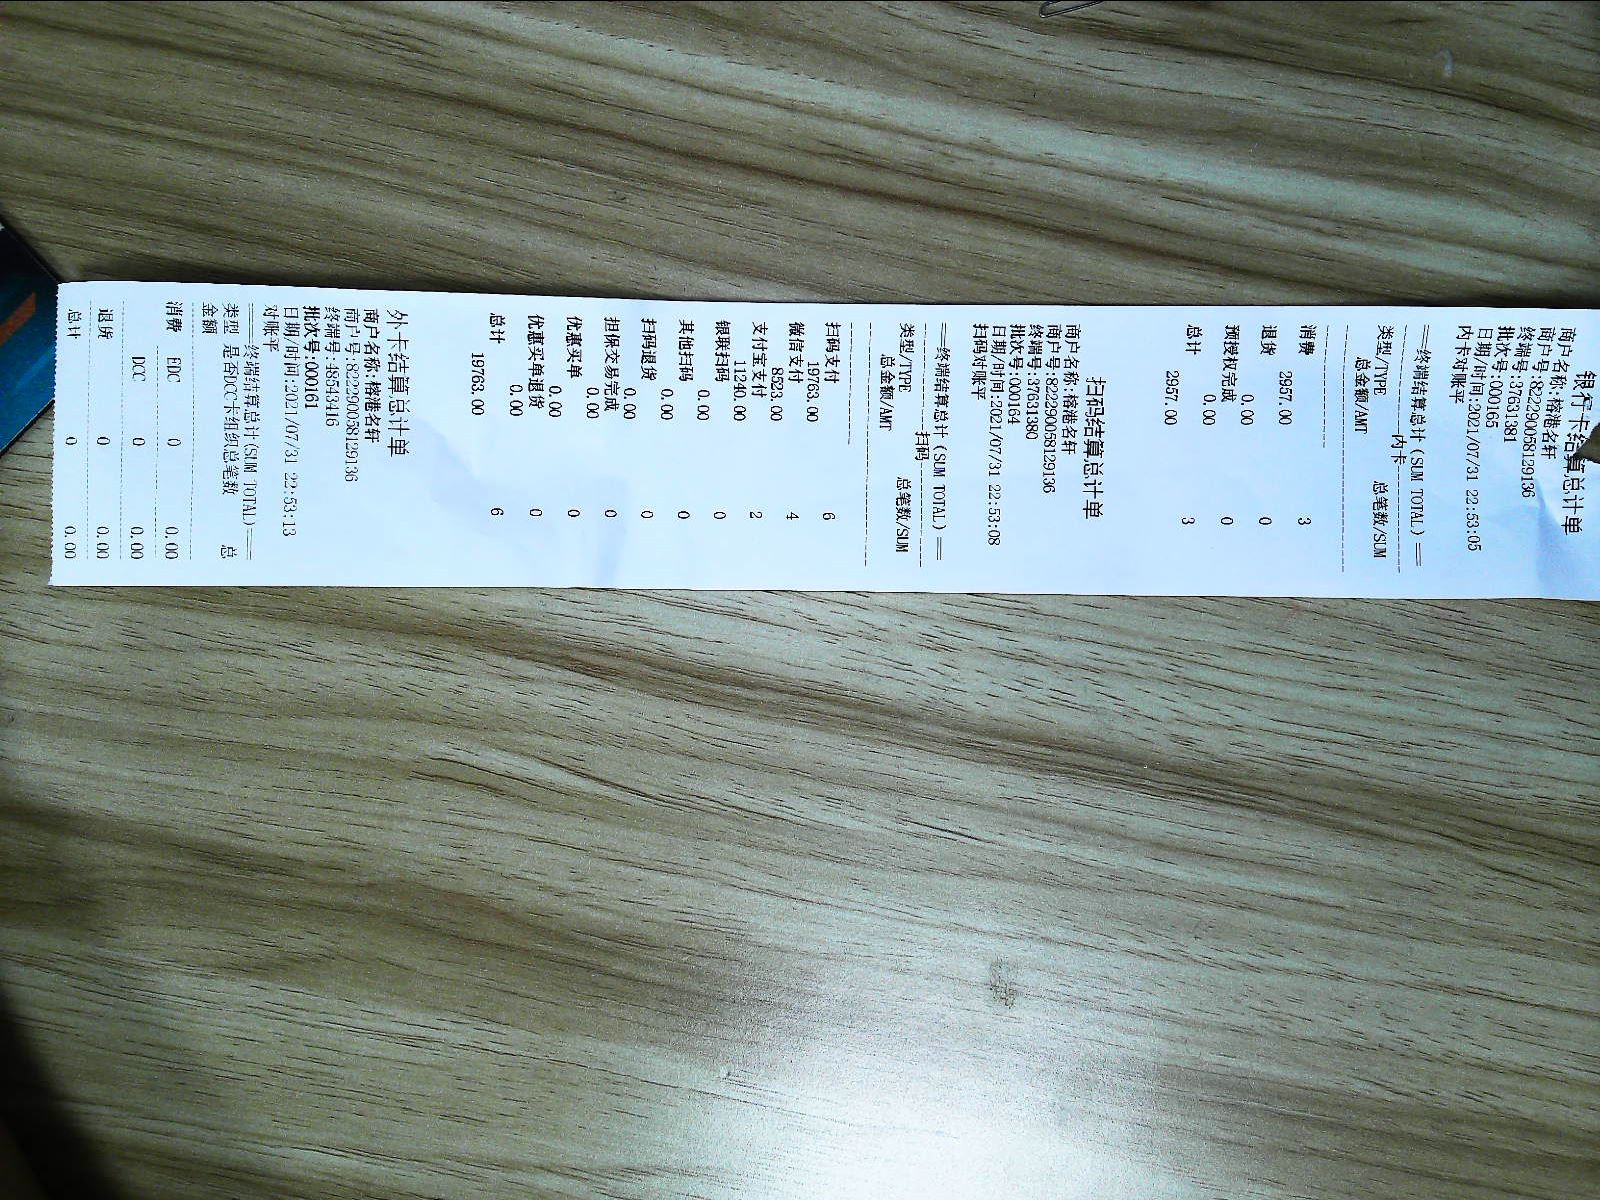 银行卡结算总计单
商户名称:榕港名轩
商户号:822290058129136
终端号:37631381
批次号:000165
日期/时间:2021/07/31 22:53:05
内卡对账平
===终端结算总计(SUM TOTAL)===
内卡
类型/TYPE 总笔数/SUM
总金额/AMT
消费 3
2957.00
退货 0
0.00
预授权完成 0
0.00
总计 3
2957.00
扫码结算总计单
商户名称:榕港名轩
商户号:822290058129136
终端号:37631380
批次号:000164
日期/时间:2021/07/31 22:53:08
扫码对账平
===终端结算总计(SUM TOTAL)===
扫码
类型/TYPE 总笔数/SUM
总金额/AMT
扫码支付 6
19763.00
微信支付 4
8523.00
支付宝支付 2
11240.00
银联扫码 0
0.00
其他扫码 0
0.00
扫码退货 0
0.00
担保交易完成 0
0.00
优惠买单 0
0.00
优惠买单退货 0
0.00
总计 6
19763.00
外卡结算总计单
商户名称:榕港名轩
商户号:822290058129136
终端号:48543416
批次号:000161
日期/时间:2021/07/31 22:53:13
对账平
===终端结算总计(SUM TOTAL)===
类型 是否DCC卡组织总笔数 总
金额
消费 EDC 0 0.00
DCC 0 0.00
退货 0 0.00
总计 0 0.00